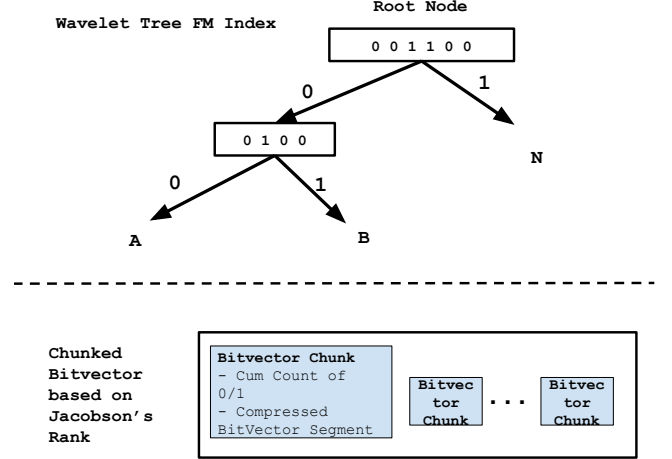 Root Node
Wavelet Tree FM Index
0 0 1 1 0 0
0
1
0 1 0 0
N
0
1
A
B
Chunked
Bitvector
based on
Jacobson's
Rank
Bitvector Chunk
- Cum Count of
0/1
- Compressed
BitVector Segment
Bitvec
tor
Chunk
...
Bitvec
tor
Chunk